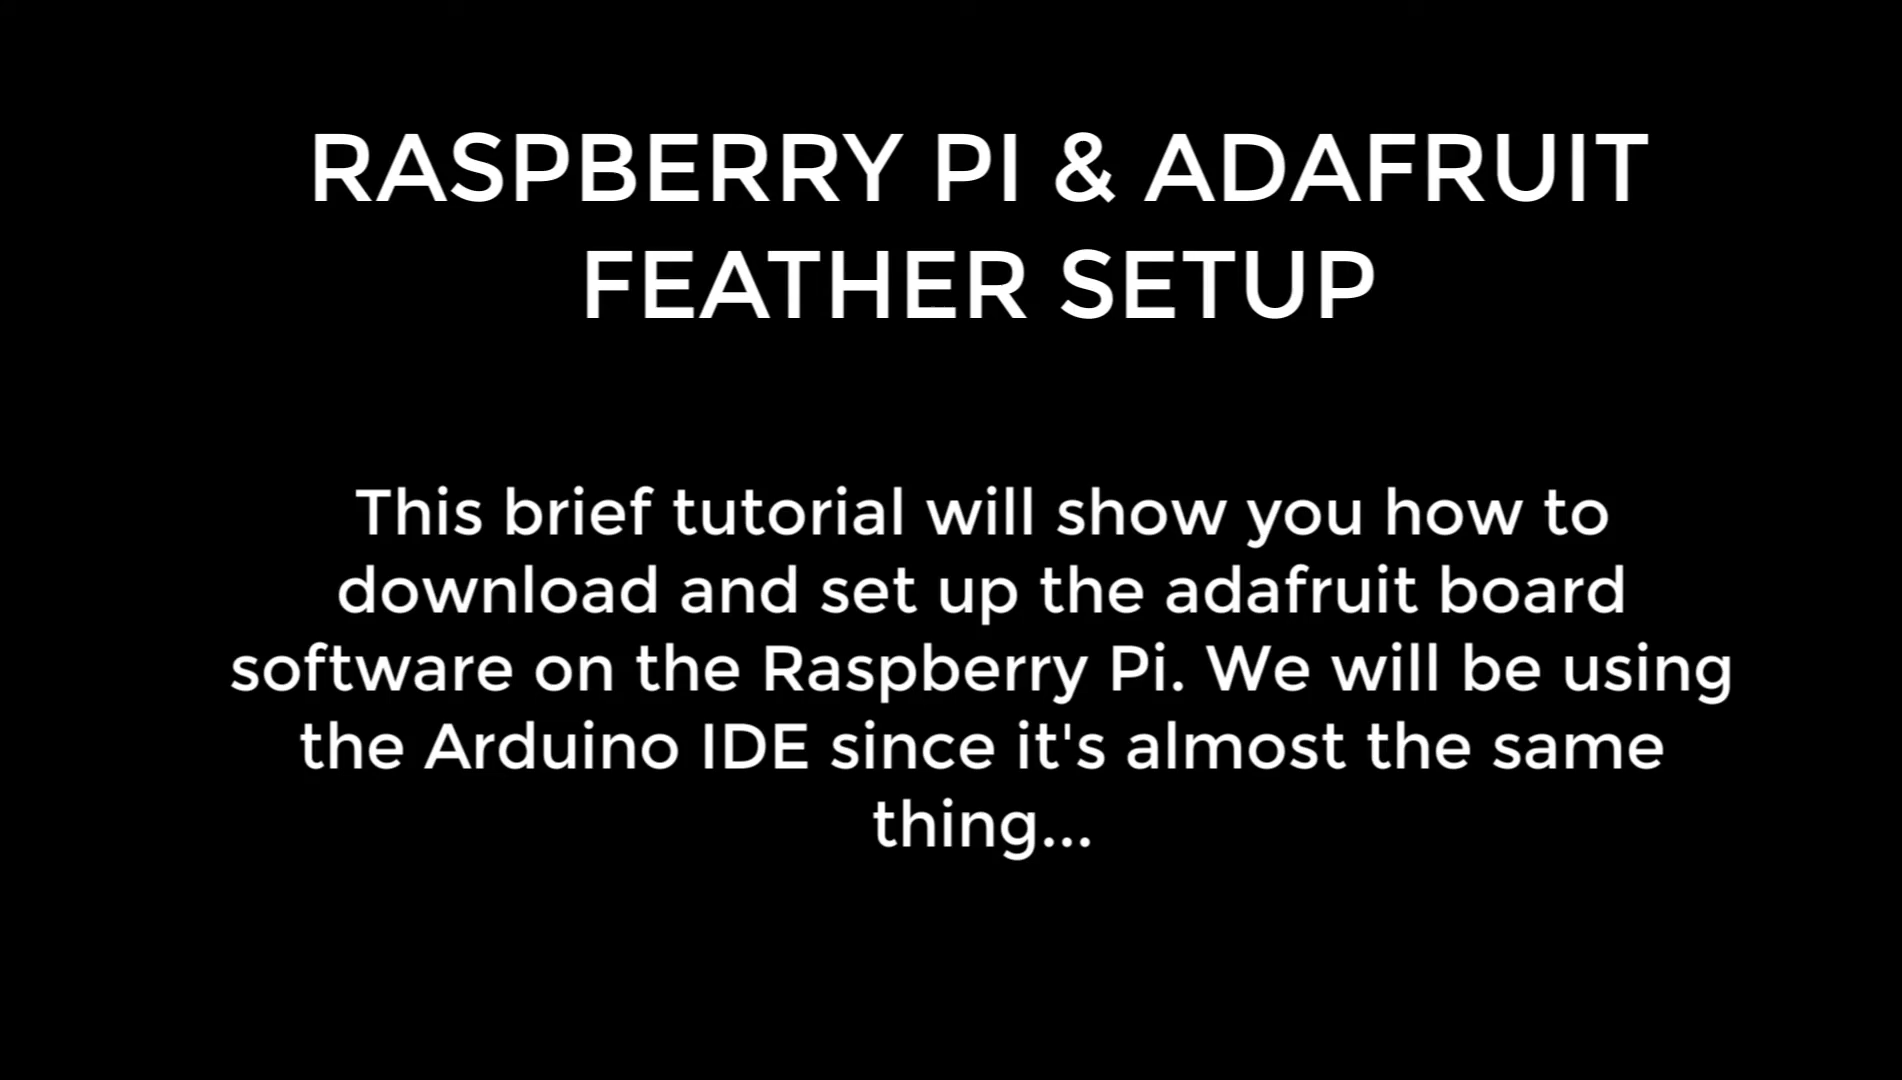 RASPBERRY PI & ADAFRUIT
FEATHER SETUP
This brief tutorial will show you how to
download and set up the adafruit board
software on the Raspberry Pi. We will be using
the Arduino IDE since it's almost the same
thing...